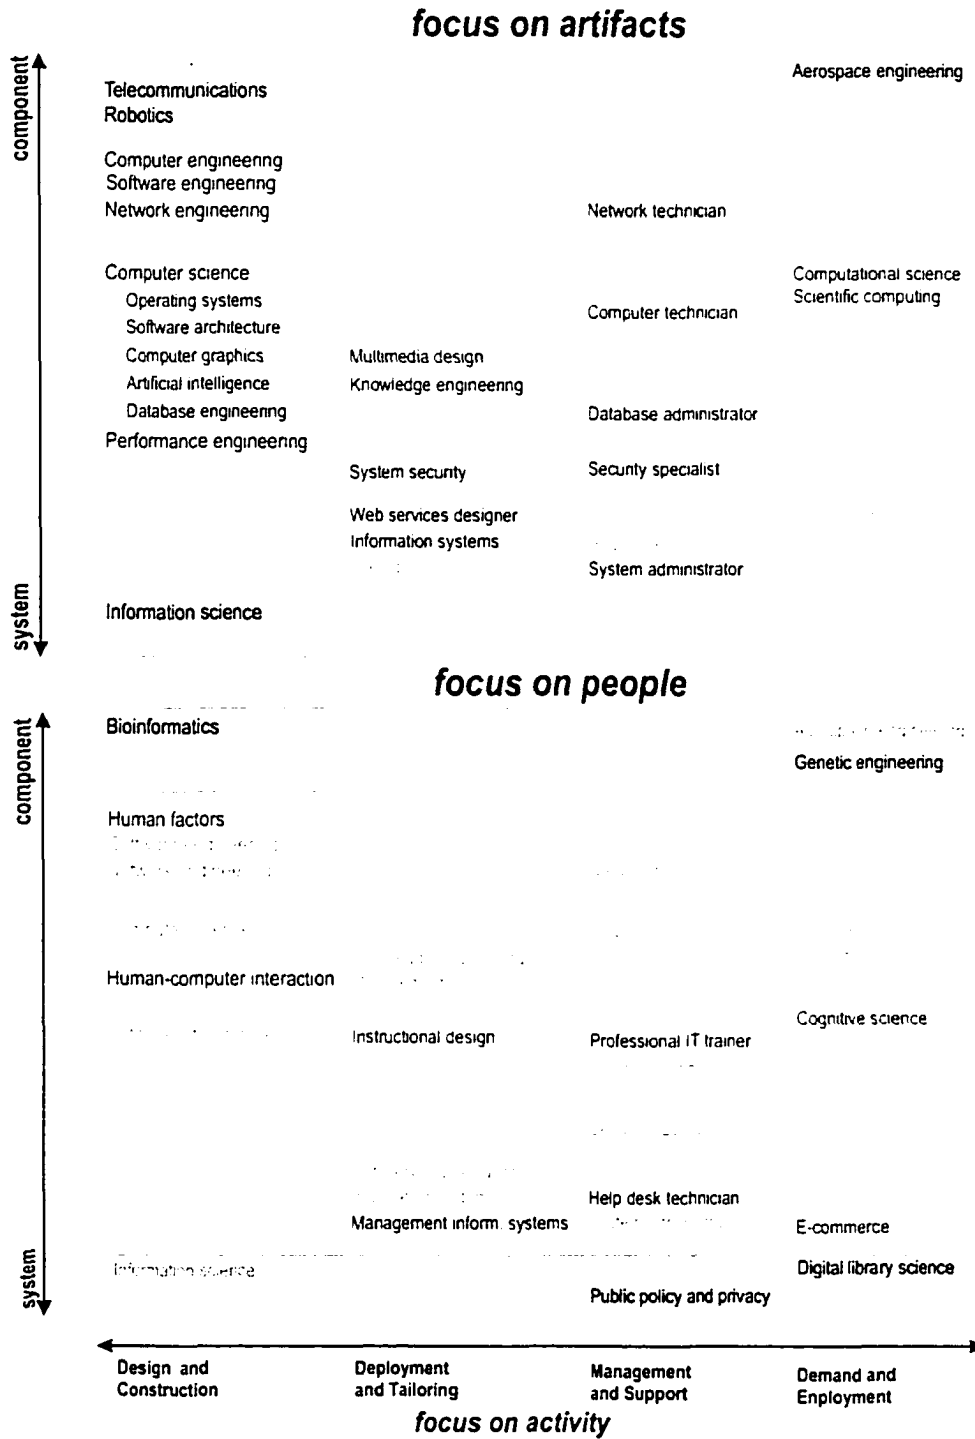 focus on artifacts
component
Aerospace engineering
Telecommunications
Robotics
Computer engineering
Software engineering
Network engineering
Network technician
Computer science
Computational science
Operating systems
Scientific computing
Computer technician
Software architecture
Computer graphics
Multimedia design
Artificial intelligence
Knowledge engineering
Database engineering
Database administrator
Performance engineering
System security
Security specialist
Web services designer
Information systems
System administrator
system
Information science
focus on people
component
Bioinformatics
Genetic engineering
Human factors
Human-computer interaction
Cognitive science
Instructional design
Professional IT trainer
Help desk technician
Management inform. systems
E-commerce
system
Information science
Digital library science
Public policy and privacy
Design and
Construction
Deployment
and Tailoring
Management
and Support
Demand and
Enployment
focus on activity